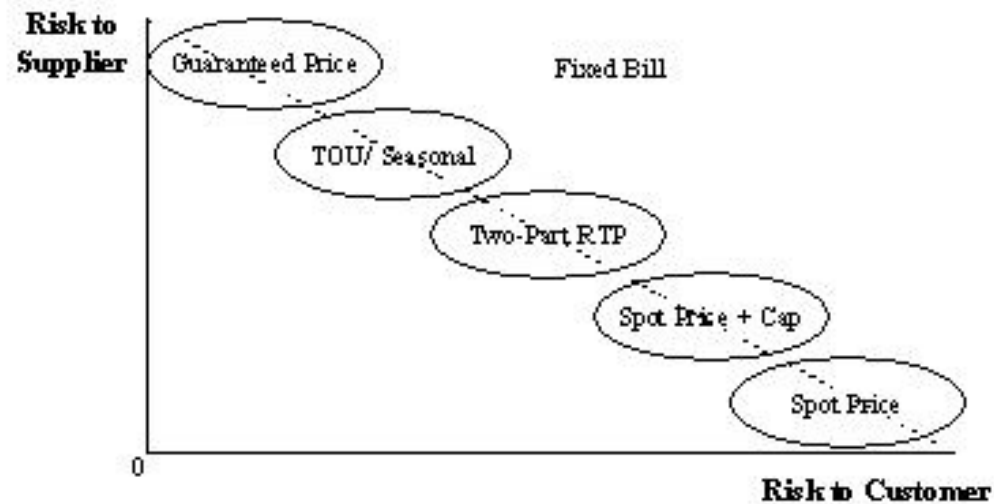 Risk to
Supplier
Guaranteed Price
Fixed Bill
TOU/ Seasonal
Two-Part RTP
Spot Price + Cap
Spot Price
0
Risk to Customer